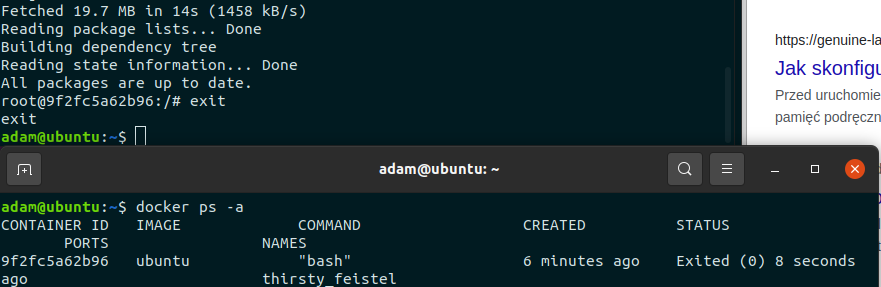 Fetched 19.7 MB in 14s (1458 kB/s)
Reading package lists... Done
Building dependency tree
Reading state information... Done
All packages are up to date.
root@9f2fc5a62b96:/# exit
exit
adam@ubuntu:~$
https://genuine-la
Jak skonfigu
Przed uruchomie
pamięć podręczn
adam@ubuntu: ~
adam@ubuntu:~$ docker ps -a
CONTAINER ID IMAGE COMMAND CREATED STATUS
PORTS NAMES
9f2fc5a62b96 ubuntu "bash" 6 minutes ago Exited (0) 8 seconds
ago thirsty_feistel